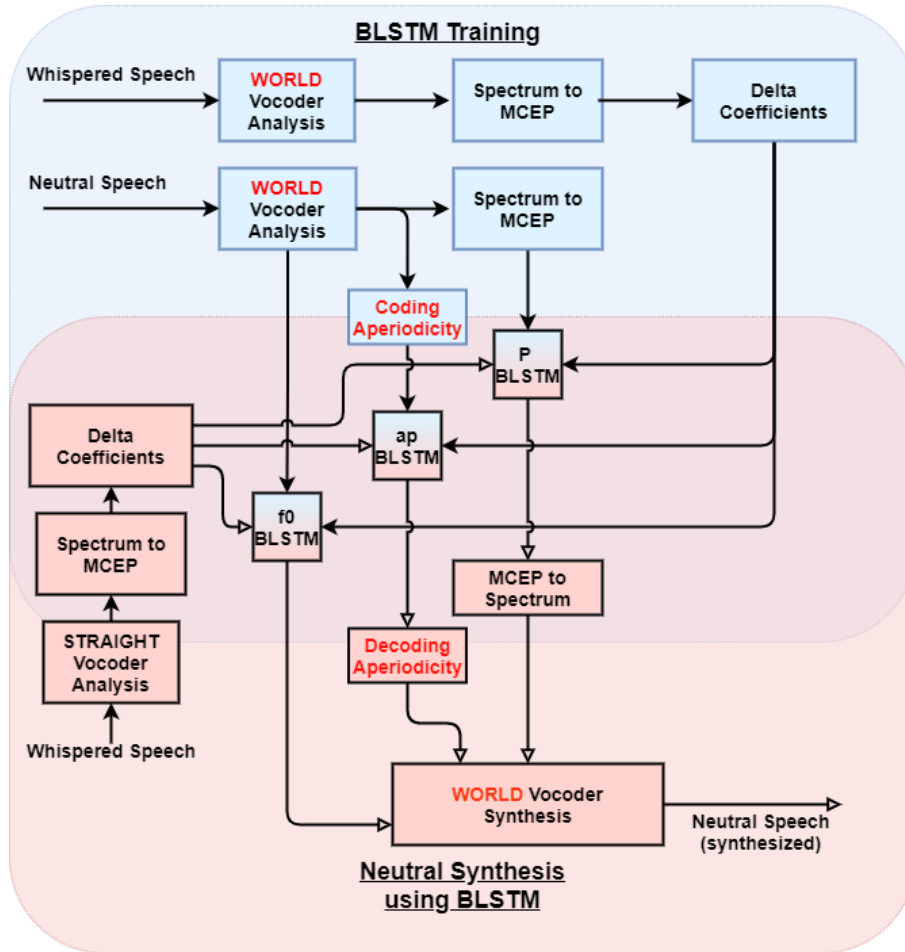 BLSTM Training
Whispered Speech
WORLD
Vocoder
Analysis
Spectrum to
MCEP
Delta
Coefficients
Neutral Speech
WORLD
Vocoder
Analysis
Spectrum to
MCEP
Coding
Aperiodicity
P
BLSTM
Delta
Coefficients
ap
BLSTM
f0
BLSTM
Spectrum to
MCEP
MCEP to
Spectrum
STRAIGHT
Vocoder
Analysis
Decoding
Aperiodicity
Whispered Speech
WORLD Vocoder
Synthesis
Neutral Speech
(synthesized)
Neutral Synthesis
using BLSTM